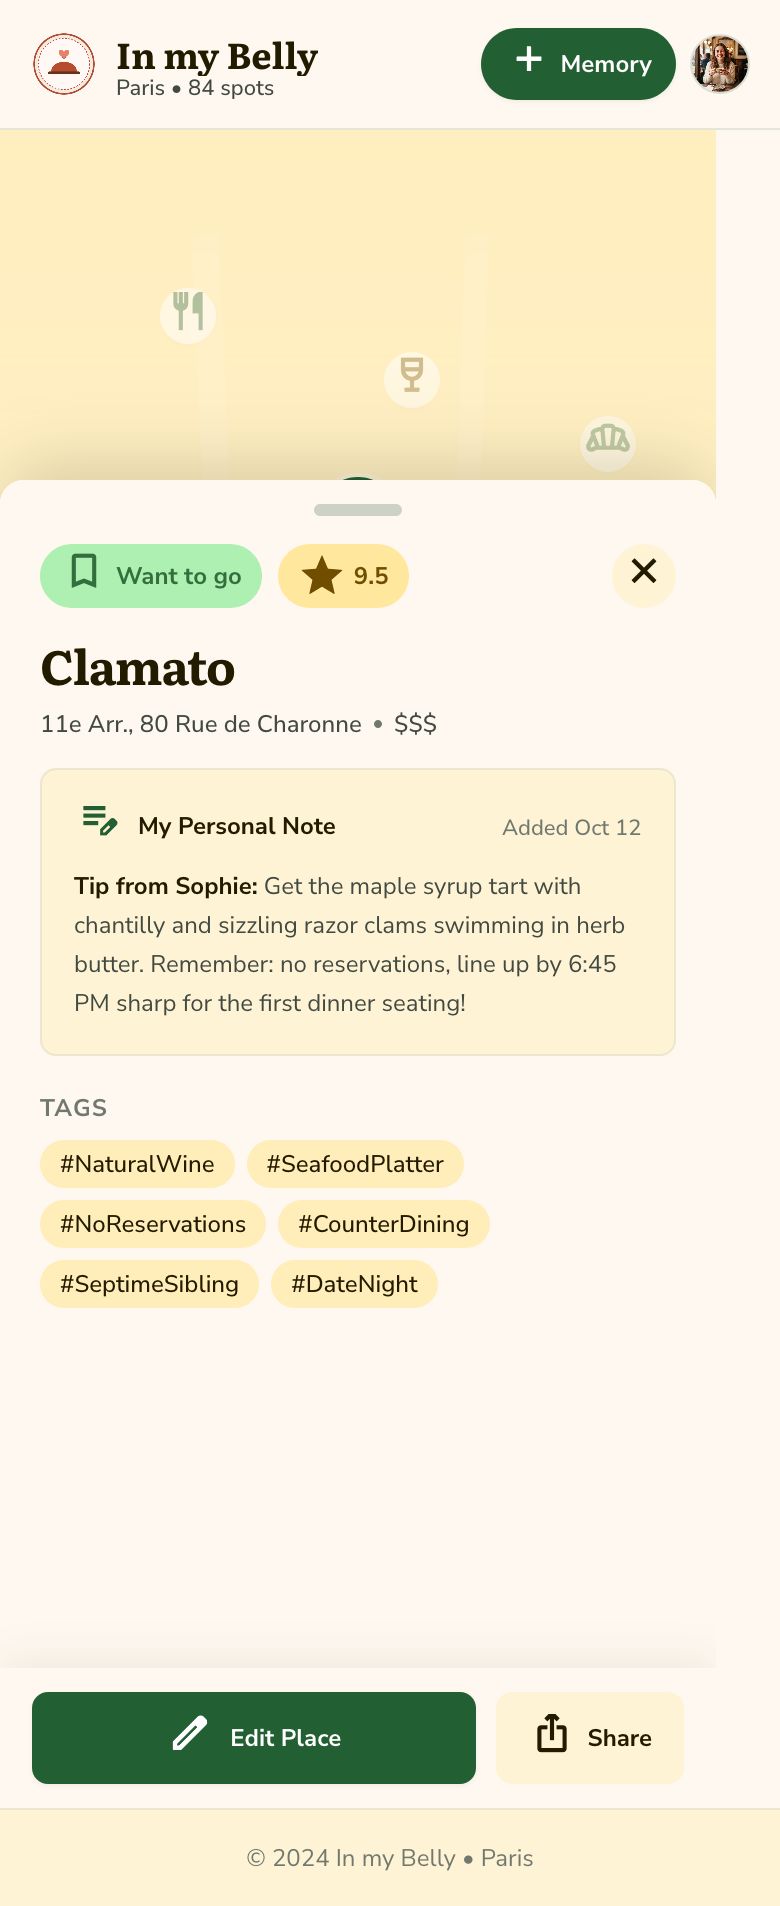 In my Belly
Paris • 84 spots
Memory
Want to go
9.5
Clamato
11e Arr., 80 Rue de Charonne • $$$
My Personal Note
Added Oct 12
Tip from Sophie: Get the maple syrup tart with
chantilly and sizzling razor clams swimming in herb
butter. Remember: no reservations, line up by 6:45
PM sharp for the first dinner seating!
TAGS
#NaturalWine #SeafoodPlatter
#NoReservations #CounterDining
#SeptimeSibling #DateNight
Edit Place
Share
© 2024 In my Belly • Paris